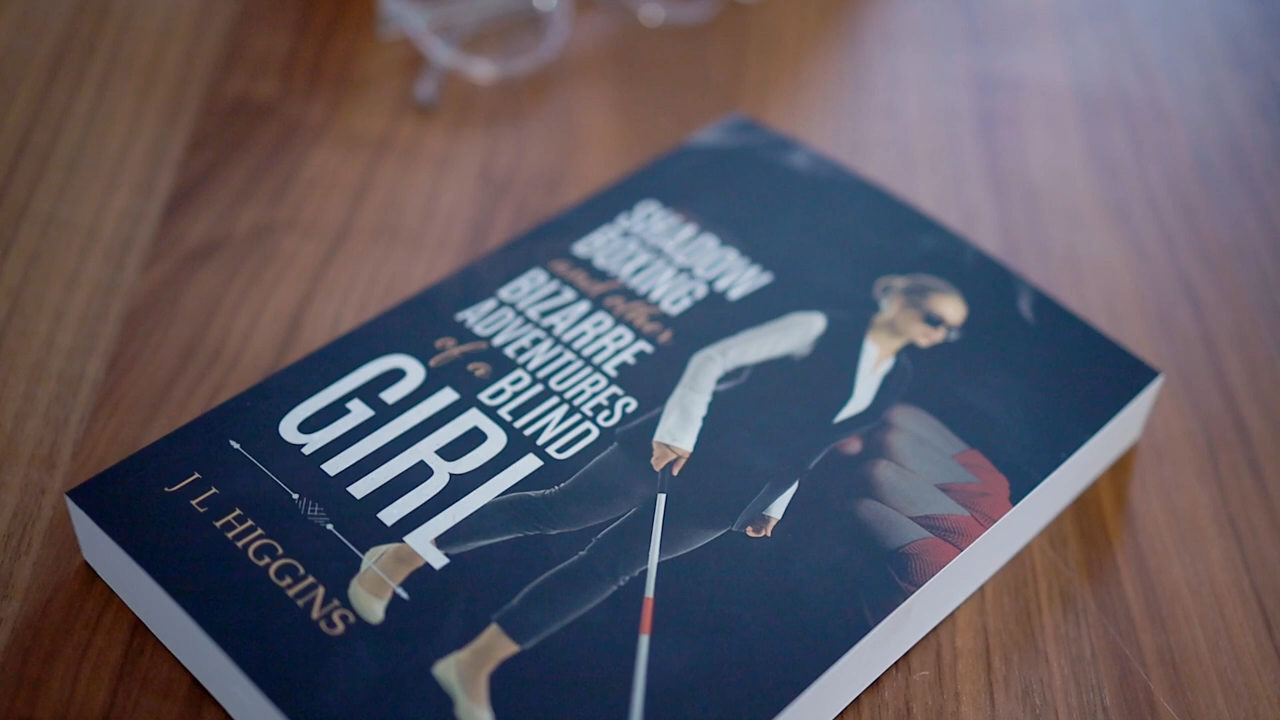 SHADOW
BOXING
and other
BIZARRE
ADVENTURES
of a BLIND
GIRL
J L HIGGINS